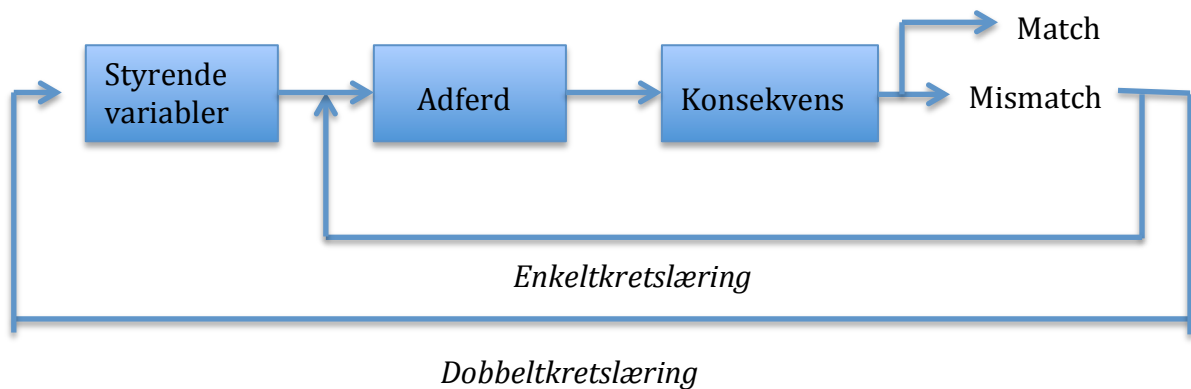 Styrende
variabler
Adferd
Konsekvens
Match
Mismatch
Enkeltkretslæring
Dobbeltkretslæring